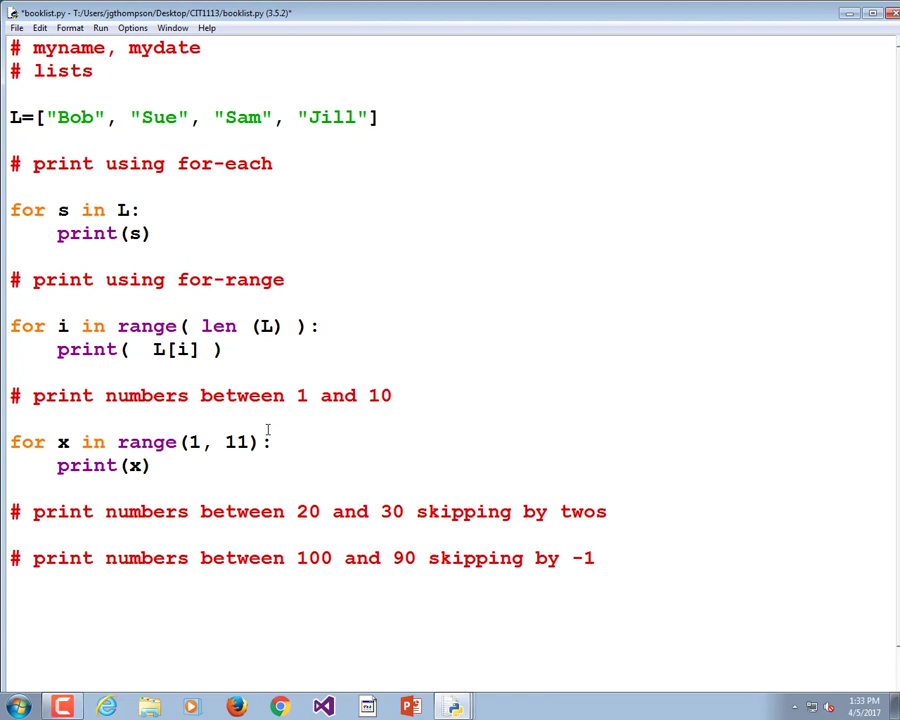 *booklist.py - T:/Users/jgthompson/Desktop/CIT1113/booklist.py (3.5.2)*
File Edit Format Run Options Window Help
# myname, mydate
# lists
L=["Bob", "Sue", "Sam", "Jill"]
# print using for-each
for s in L:
    print(s)
# print using for-range
for i in range( len (L) ):
    print(  L[i] )
# print numbers between 1 and 10
for x in range(1, 11):
    print(x)
# print numbers between 20 and 30 skipping by twos
# print numbers between 100 and 90 skipping by -1
1:33 PM
4/5/2017